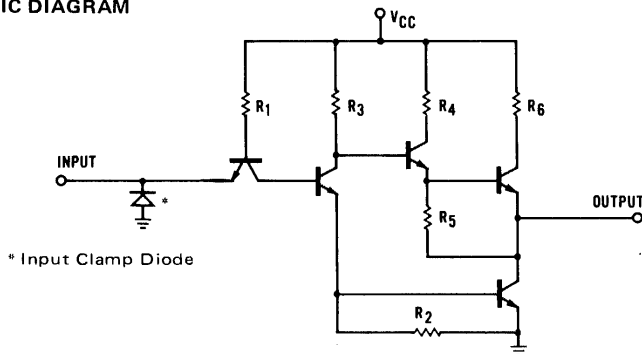 IC DIAGRAM
VCC
R1
R3
R4
R6
INPUT
*
OUTPUT
R5
* Input Clamp Diode
R2